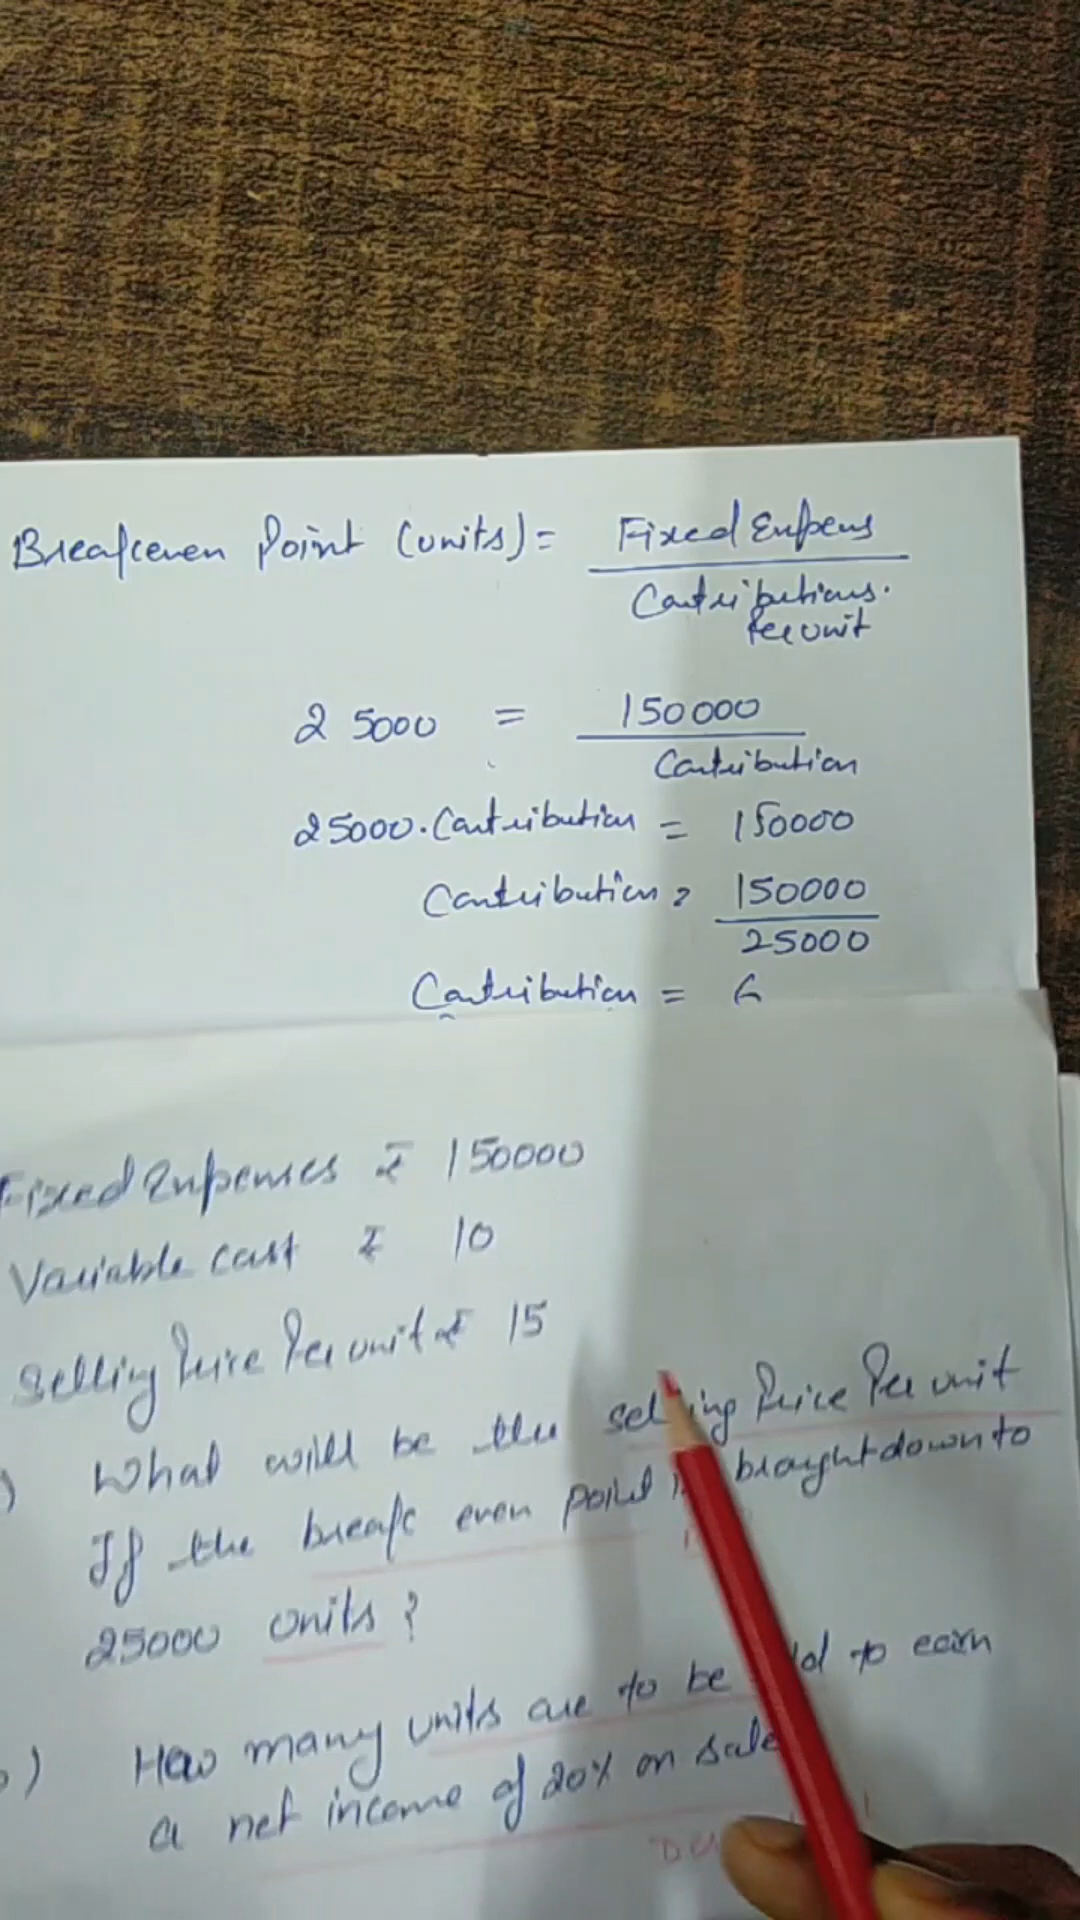 Breakeven Point (units) = Fixed Expens
Contributions.
Per unit
25000 = 150000
Contribution
25000.Contribution = 150000
Contribution = 150000
25000
Contribution = 6
Fixed Expenses ₹ 150000
Variable cost ₹ 10
Selling Price Per unit ₹ 15
) What will be the selling Price Per unit
If the break even point is brought down to
25000 units?
) How many units are to be sold to earn
a net income of 20% on sale